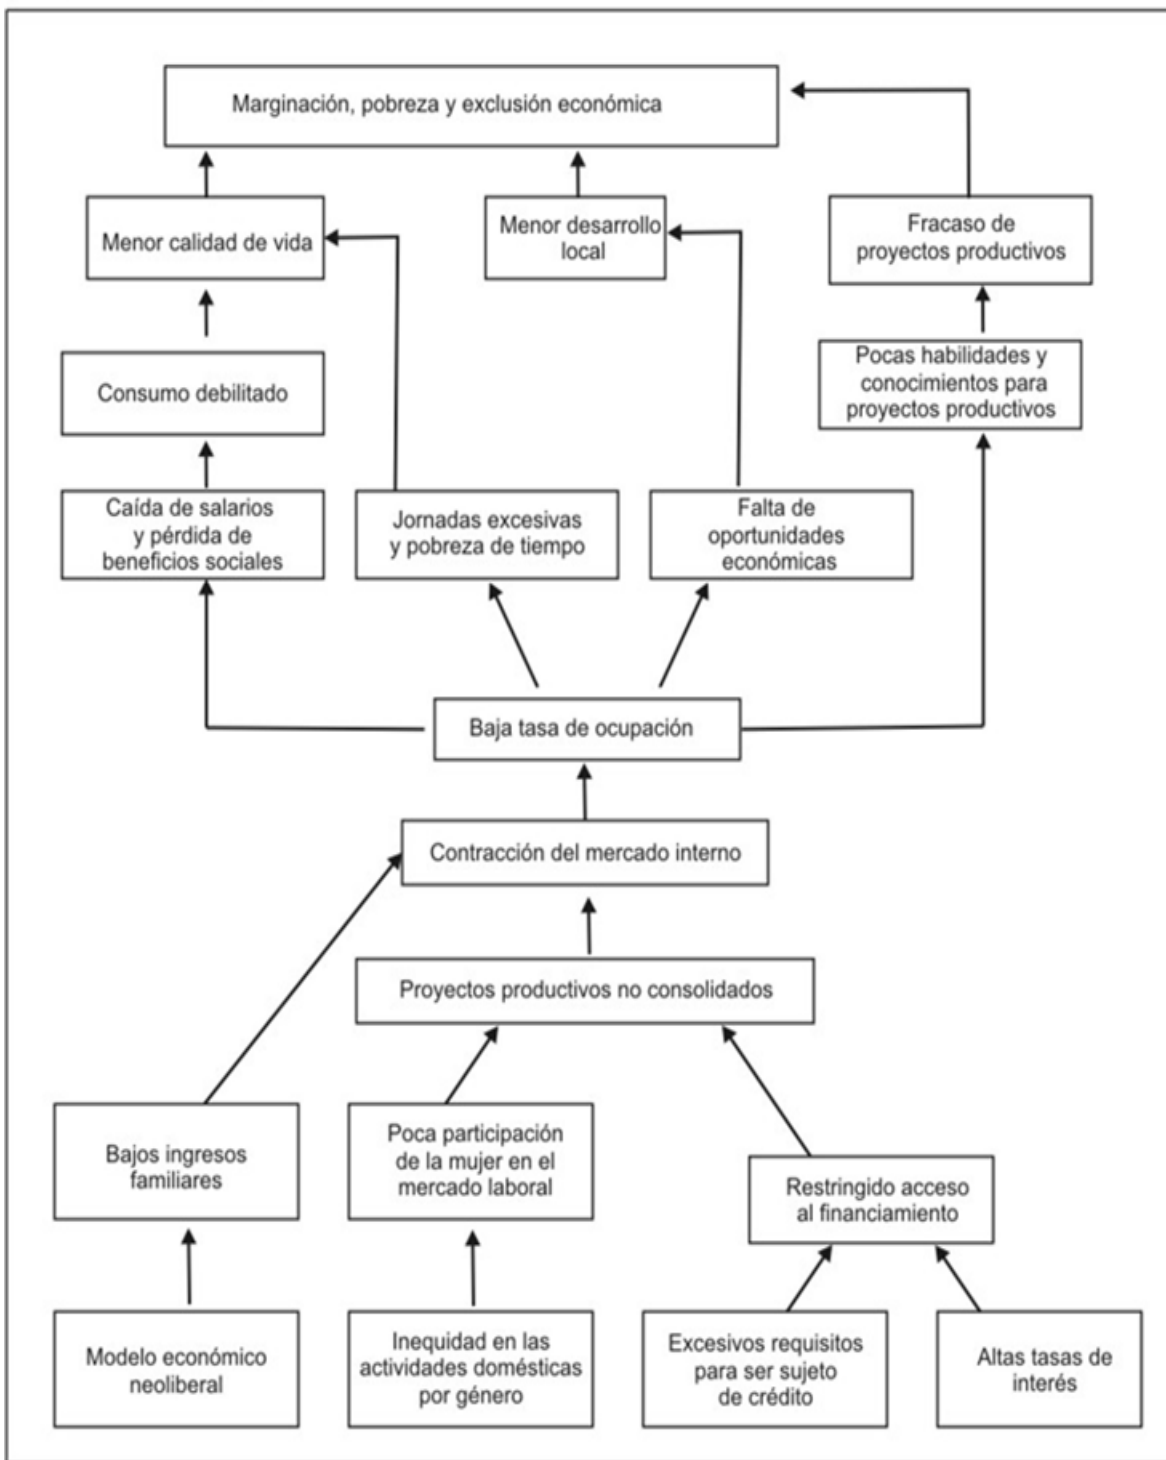 Marginación, pobreza y exclusión económica
Menor calidad de vida
Menor desarrollo
local
Fracaso de
proyectos productivos
Consumo debilitado
Pocas habilidades y
conocimientos para
proyectos productivos
Caída de salarios
y pérdida de
beneficios sociales
Jornadas excesivas
y pobreza de tiempo
Falta de
oportunidades
económicas
Baja tasa de ocupación
Contracción del mercado interno
Proyectos productivos no consolidados
Bajos ingresos
familiares
Poca participación
de la mujer en el
mercado laboral
Restringido acceso
al financiamiento
Modelo económico
neoliberal
Inequidad en las
actividades domésticas
por género
Excesivos requisitos
para ser sujeto
de crédito
Altas tasas de
interés